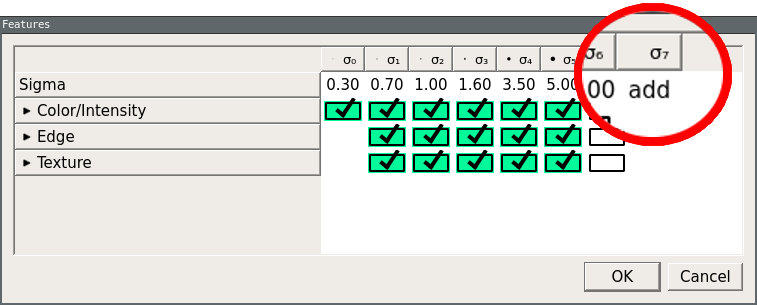 Features
σ₀ σ₁ σ₂ σ₃ σ₄ σ₅ σ₆ σ₇
Sigma 0.30 0.70 1.00 1.60 3.50 5.00 00 add
Color/Intensity
Edge
Texture
OK Cancel